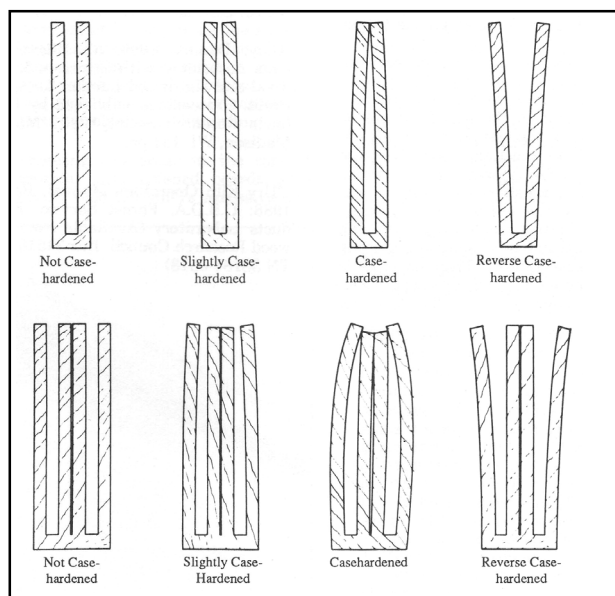 Not Case-
hardened
Slightly Case-
hardened
Case-
hardened
Reverse Case-
hardened
Not Case-
hardened
Slightly Case-
Hardened
Casehardened
Reverse Case-
hardened